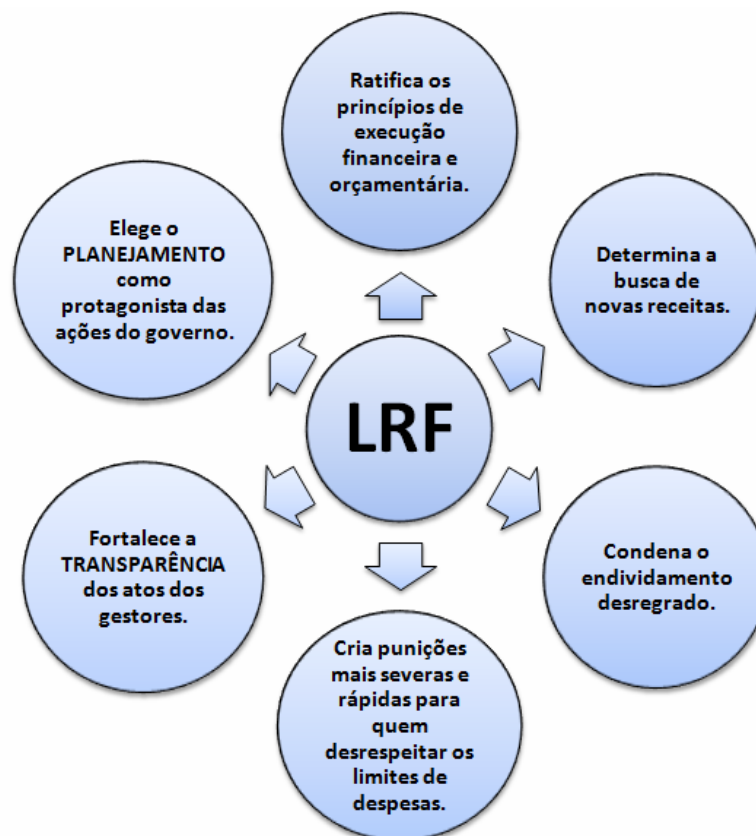 Ratifica os
princípios de
execução
financeira e
orçamentária.
Elege o
PLANEJAMENTO
como
protagonista das
ações do governo.
Determina a
busca de
novas receitas.
LRF
Fortalece a
TRANSPARÊNCIA
dos atos dos
gestores.
Condena o
endividamento
desregrado.
Cria punições
mais severas e
rápidas para
quem
desrespeitar os
limites de
despesas.